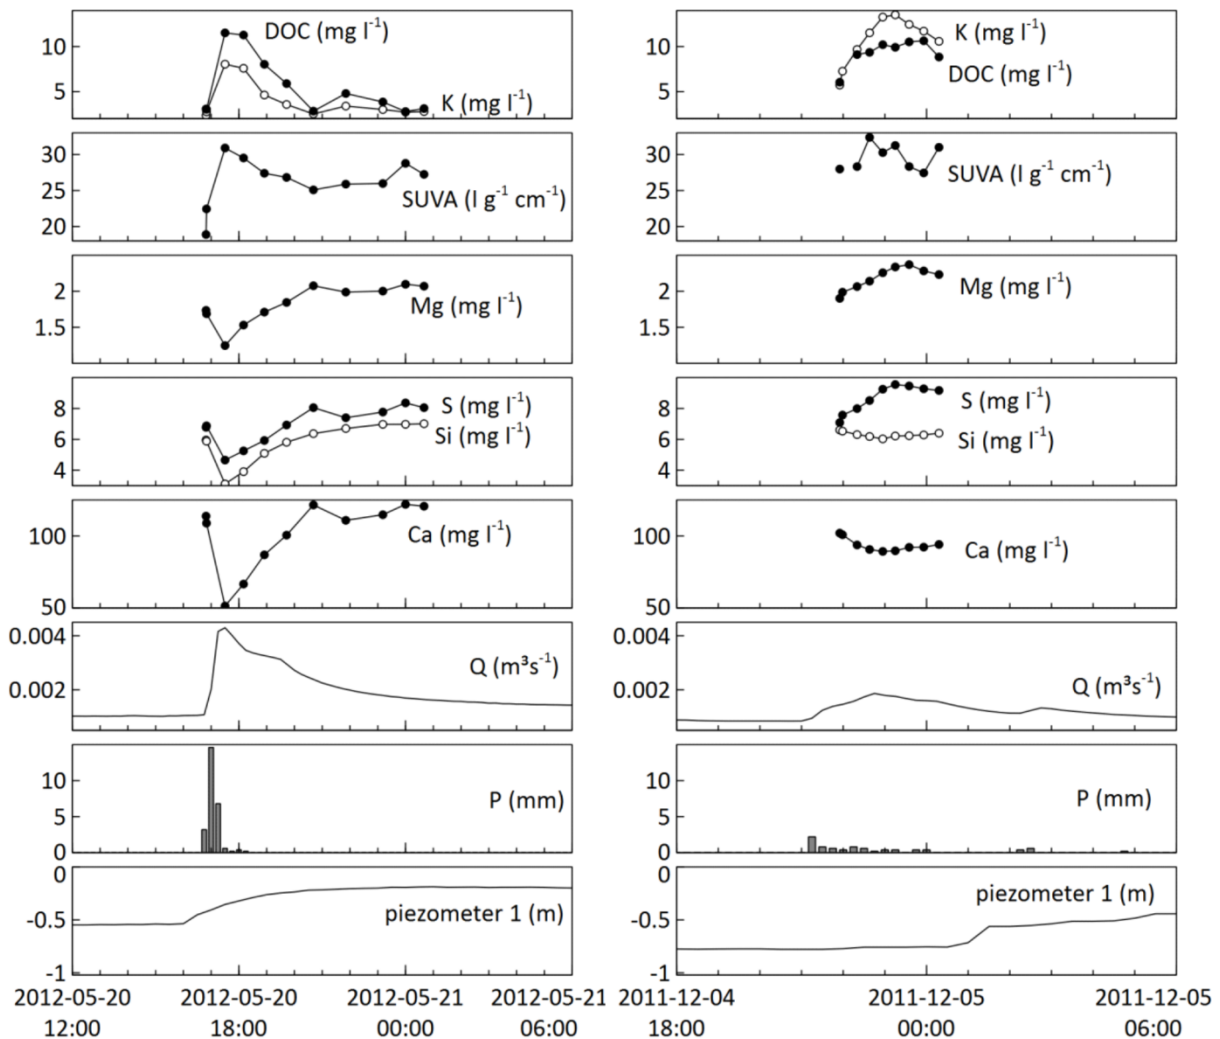 DOC (mg l⁻¹)
10
5
K (mg l⁻¹)
30
25
20
SUVA (l g⁻¹ cm⁻¹)
2
1.5
Mg (mg l⁻¹)
8
6
4
S (mg l⁻¹)
Si (mg l⁻¹)
100
50
Ca (mg l⁻¹)
0.004
0.002
Q (m³s⁻¹)
10
5
0
P (mm)
0
-0.5
-1
piezometer 1 (m)
2012-05-20 2012-05-20 2012-05-21 2012-05-21
12:00 18:00 00:00 06:00
10
5
K (mg l⁻¹)
DOC (mg l⁻¹)
30
25
20
SUVA (l g⁻¹ cm⁻¹)
2
1.5
Mg (mg l⁻¹)
8
6
4
S (mg l⁻¹)
Si (mg l⁻¹)
100
50
Ca (mg l⁻¹)
0.004
0.002
Q (m³s⁻¹)
10
5
0
P (mm)
0
-0.5
-1
piezometer 1 (m)
2011-12-04 2011-12-05 2011-12-05
18:00 00:00 06:00